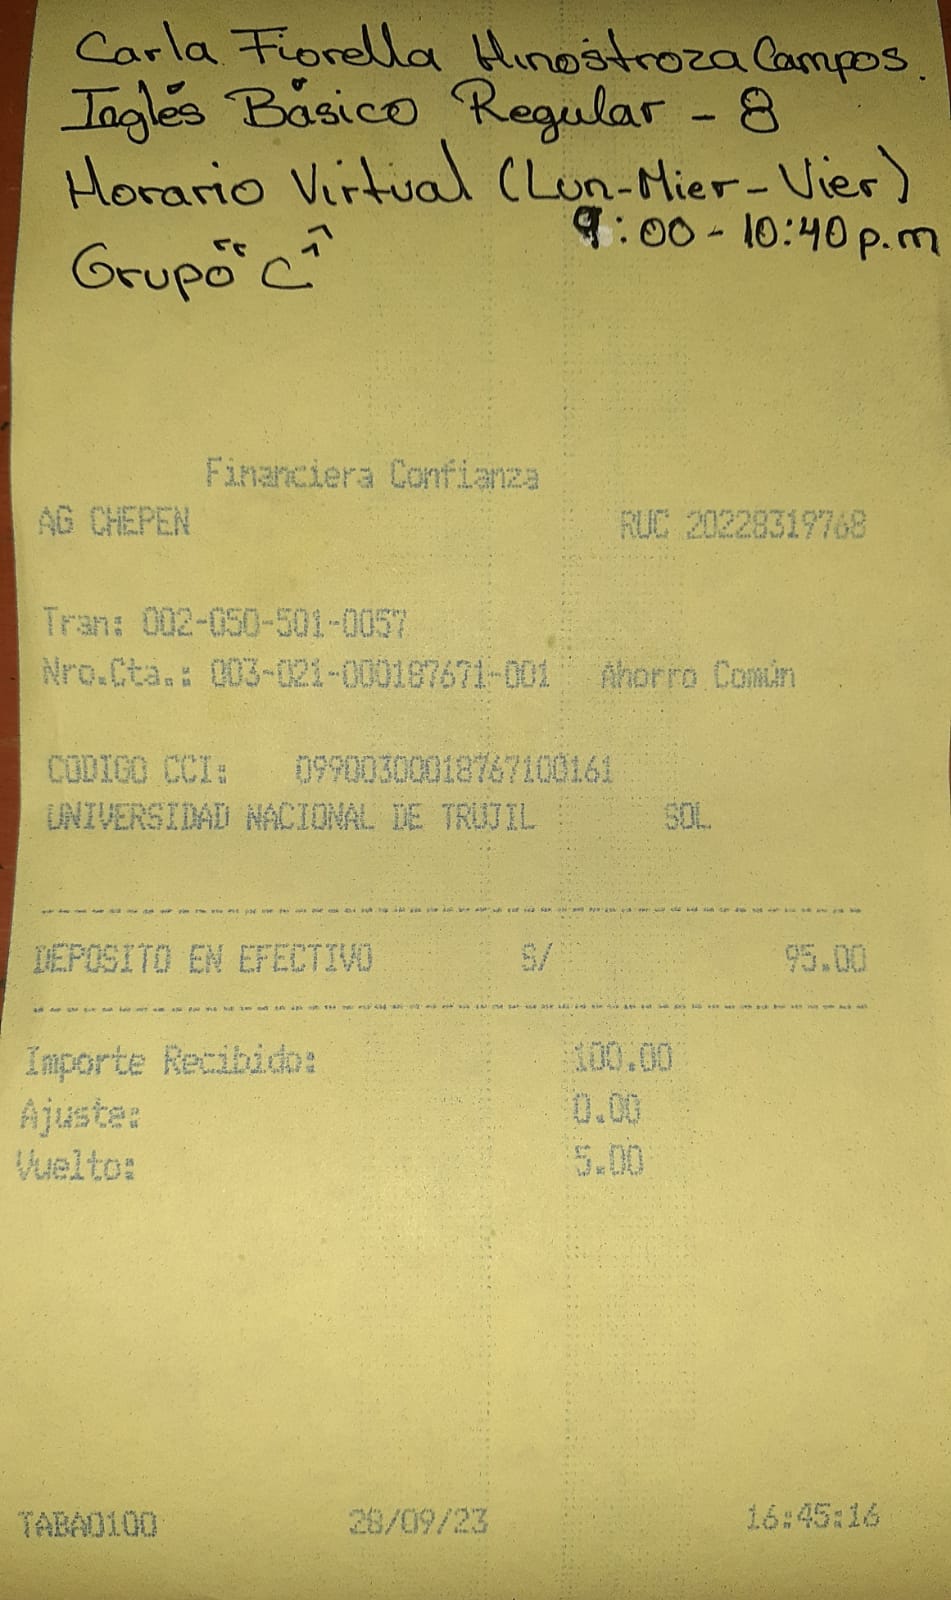 Carla Fiorella Hinostroza Campos.
Inglés Básico Regular - 8
Horario Virtual (Lun-Mier-Vier)
9:00 - 10:40 p.m
Grupo "C"
Financiera Confianza
AG CHEPEN RUC 20228319768
Tran: 002-050-501-0057
Nro.Cta.: 003-021-000187671-001 Ahorro Común
CODIGO CCI: 09900300018767100161
UNIVERSIDAD NACIONAL DE TRUJIL SOL
DEPOSITO EN EFECTIVO S/ 95.00
Importe Recibido: 100.00
Ajuste: 0.00
Vuelto: 5.00
TABA0100 28/09/23 16:45:16